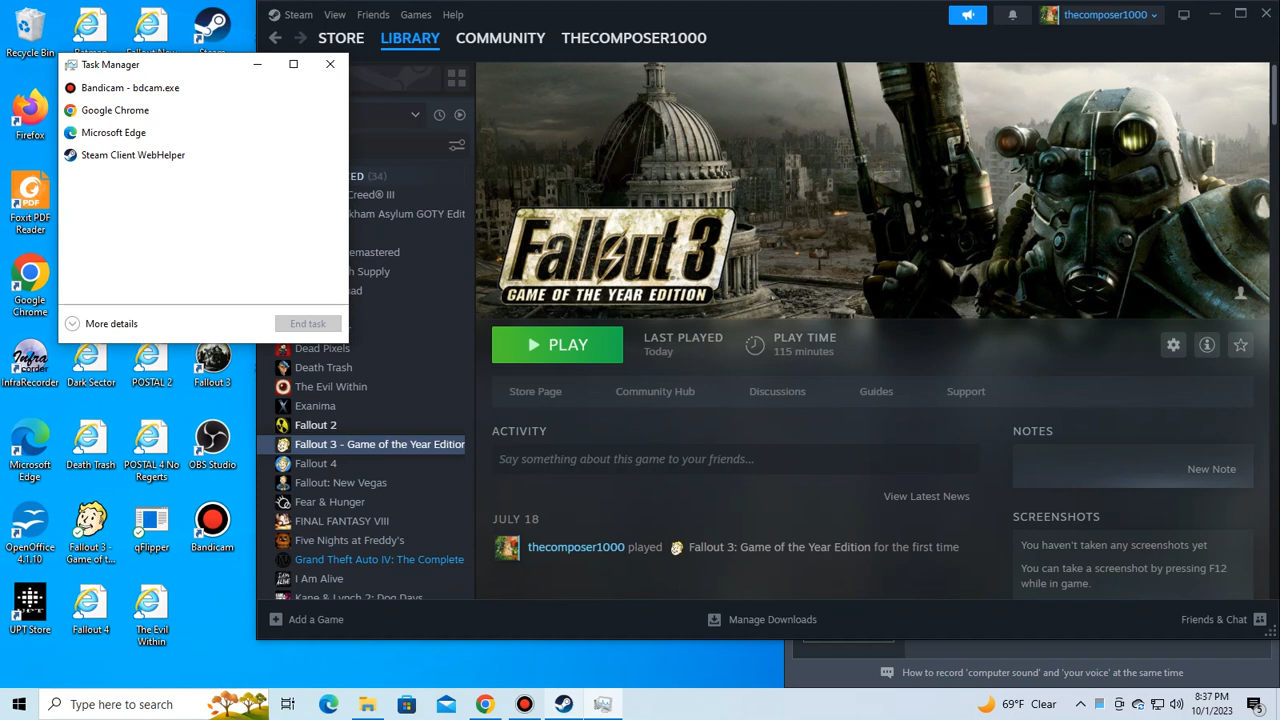 Recycle Bin
Firefox
Foxit PDF
Reader
Google
Chrome
InfraRecorder
Dark Sector
POSTAL 2
Fallout 3
Microsoft
Edge
Death Trash
POSTAL 4 No
Regerts
OBS Studio
OpenOffice
4.1.10
Fallout 3 -
Game of t...
qFlipper
Bandicam
UPT Store
Fallout 4
The Evil
Within
Task Manager
Bandicam - bdcam.exe
Google Chrome
Microsoft Edge
Steam Client WebHelper
More details
End task
Steam View Friends Games Help
thecomposer1000
STORE LIBRARY COMMUNITY THECOMPOSER1000
ED (34)
Creed® III
kham Asylum GOTY Edit
emastered
h Supply
ad
Dead Pixels
Death Trash
The Evil Within
Exanima
Fallout 2
Fallout 3 - Game of the Year Edition
Fallout 4
Fallout: New Vegas
Fear & Hunger
FINAL FANTASY VIII
Five Nights at Freddy's
Grand Theft Auto IV: The Complete
I Am Alive
Kane & Lynch 2: Dog Days
Fallout 3
GAME OF THE YEAR EDITION
PLAY
LAST PLAYED
Today
PLAY TIME
115 minutes
Store Page Community Hub Discussions Guides Support
ACTIVITY
Say something about this game to your friends...
View Latest News
JULY 18
thecomposer1000 played Fallout 3: Game of the Year Edition for the first time
NOTES
New Note
SCREENSHOTS
You haven't taken any screenshots yet
You can take a screenshot by pressing F12
while in game.
Add a Game
Manage Downloads
Friends & Chat
How to record 'computer sound' and 'your voice' at the same time
Type here to search
69°F Clear
8:37 PM
10/1/2023
5